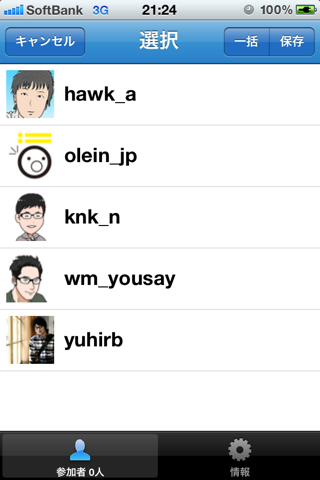 SoftBank 3G 21:24 100%
キャンセル 選択 一括 保存
hawk_a
olein_jp
knk_n
wm_yousay
yuhirb
参加者 0人 情報